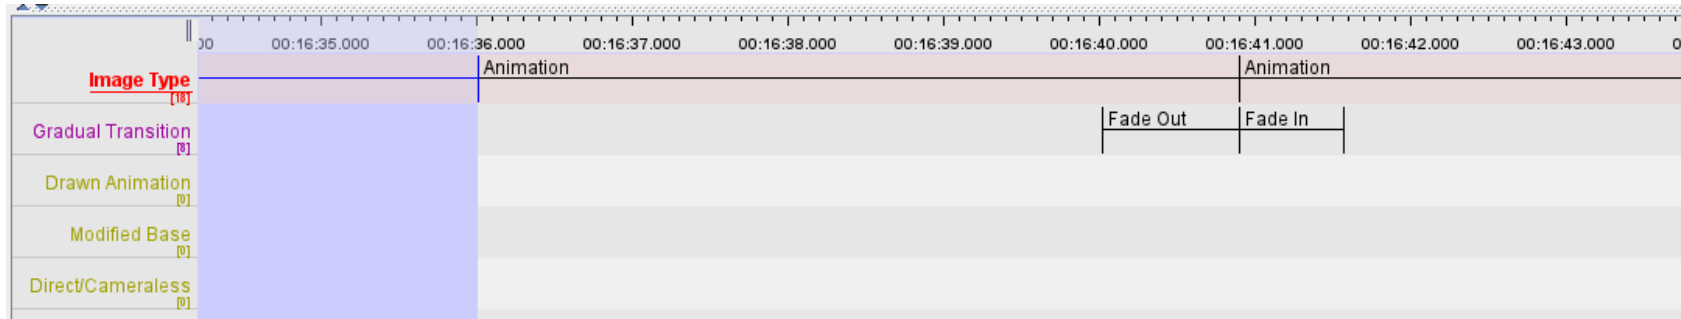 00 00:16:35.000 00:16:36.000 00:16:37.000 00:16:38.000 00:16:39.000 00:16:40.000 00:16:41.000 00:16:42.000 00:16:43.000 0
Image Type Animation Animation
[18]
Gradual Transition Fade Out Fade In
[8]
Drawn Animation
[0]
Modified Base
[0]
Direct/Cameraless
[0]